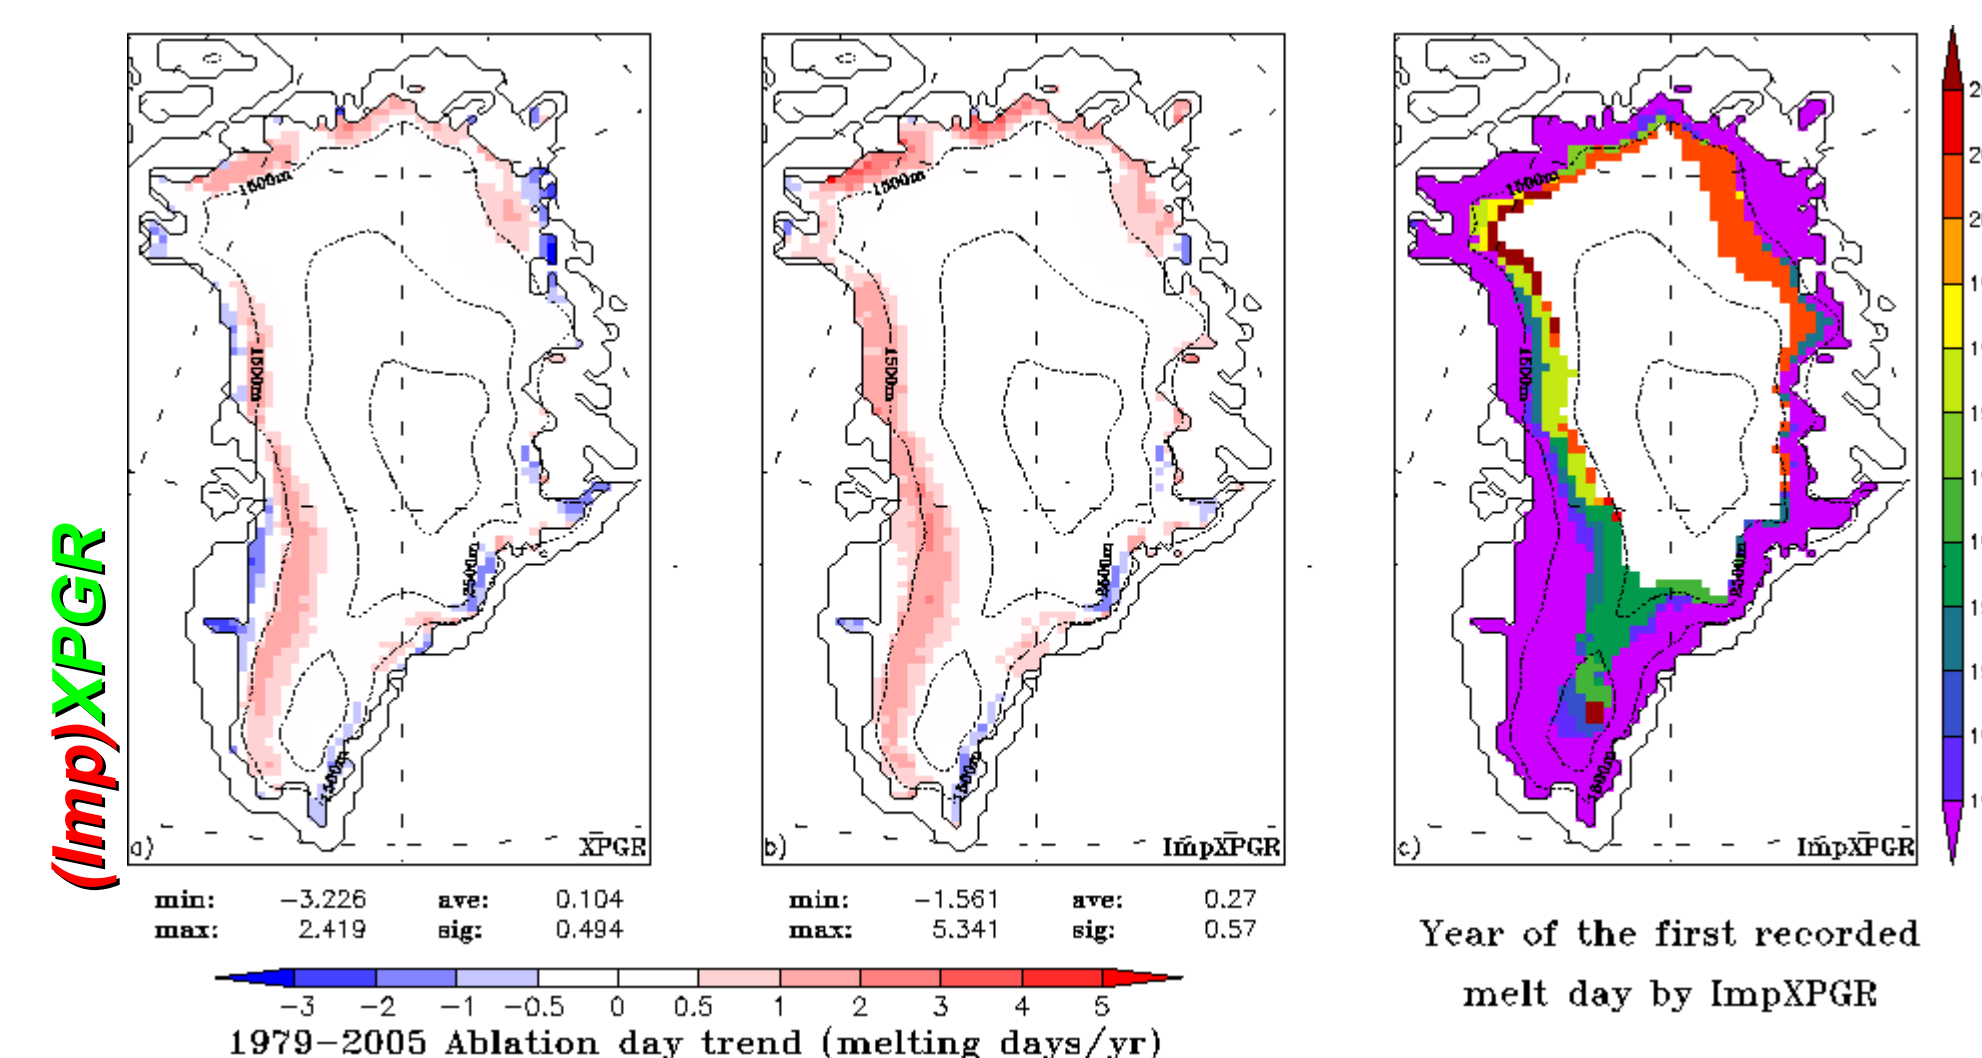 (Imp)XPGR
1500m
1500m
2500m
1500m
a)
XPGR
1500m
1500m
2500m
1500m
b)
ImpXPGR
1500m
1500m
2500m
1500m
c)
ImpXPGR
min: −3.226 ave: 0.104
max: 2.419 sig: 0.494
min: −1.561 ave: 0.27
max: 5.341 sig: 0.57
−3 −2 −1 −0.5 0 0.5 1 2 3 4 5
1979−2005 Ablation day trend (melting days/yr)
Year of the first recorded
melt day by ImpXPGR